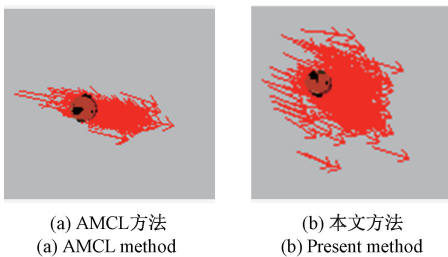 (a) AMCL方法
(a) AMCL method
(b) 本文方法
(b) Present method